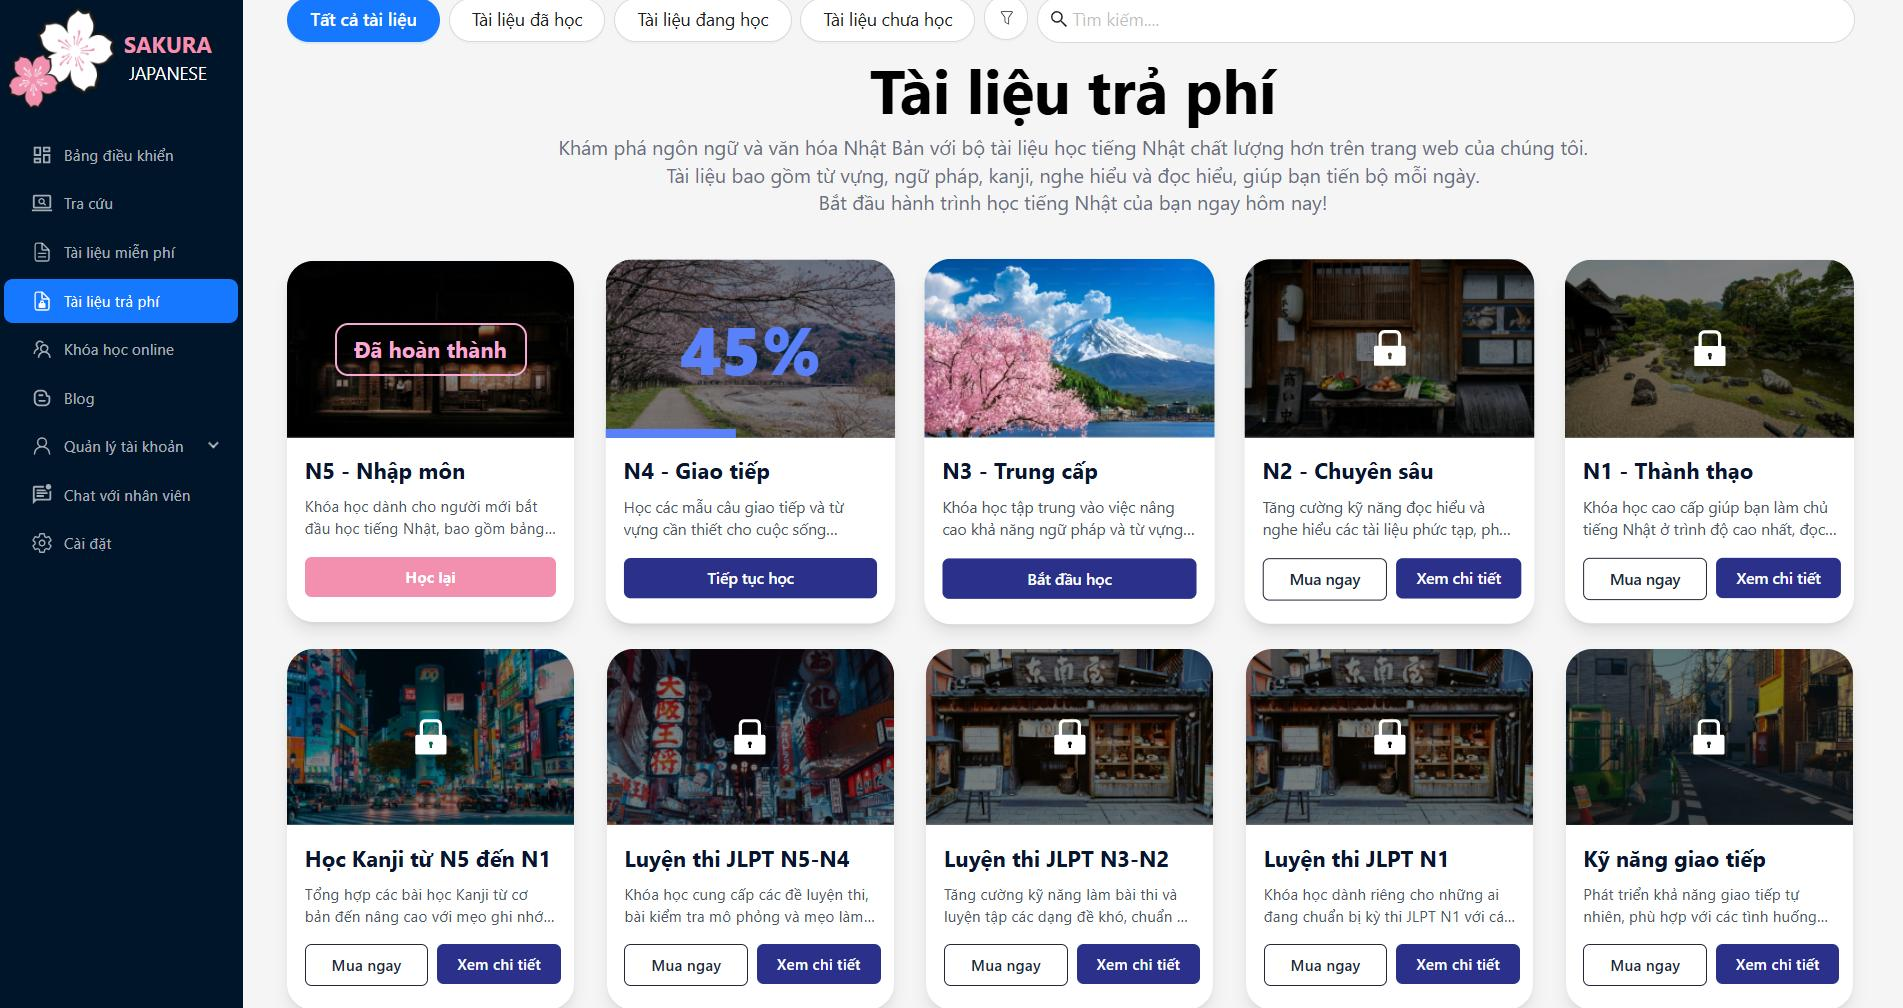 SAKURA
JAPANESE
Bảng điều khiển
Tra cứu
Tài liệu miễn phí
Tài liệu trả phí
Khóa học online
Blog
Quản lý tài khoản
Chat với nhân viên
Cài đặt
Tất cả tài liệu
Tài liệu đã học
Tài liệu đang học
Tài liệu chưa học
Tìm kiếm....
Tài liệu trả phí
Khám phá ngôn ngữ và văn hóa Nhật Bản với bộ tài liệu học tiếng Nhật chất lượng hơn trên trang web của chúng tôi.
Tài liệu bao gồm từ vựng, ngữ pháp, kanji, nghe hiểu và đọc hiểu, giúp bạn tiến bộ mỗi ngày.
Bắt đầu hành trình học tiếng Nhật của bạn ngay hôm nay!
Đã hoàn thành
N5 - Nhập môn
Khóa học dành cho người mới bắt
đầu học tiếng Nhật, bao gồm bảng...
Học lại
45%
N4 - Giao tiếp
Học các mẫu câu giao tiếp và từ
vựng cần thiết cho cuộc sống...
Tiếp tục học
N3 - Trung cấp
Khóa học tập trung vào việc nâng
cao khả năng ngữ pháp và từ vựng...
Bắt đầu học
N2 - Chuyên sâu
Tăng cường kỹ năng đọc hiểu và
nghe hiểu các tài liệu phức tạp, ph...
Mua ngay
Xem chi tiết
N1 - Thành thạo
Khóa học cao cấp giúp bạn làm chủ
tiếng Nhật ở trình độ cao nhất, đọc...
Mua ngay
Xem chi tiết
Học Kanji từ N5 đến N1
Tổng hợp các bài học Kanji từ cơ
bản đến nâng cao với mẹo ghi nhớ...
Mua ngay
Xem chi tiết
大阪王将
Luyện thi JLPT N5-N4
Khóa học cung cấp các đề luyện thi,
bài kiểm tra mô phỏng và mẹo làm...
Mua ngay
Xem chi tiết
Luyện thi JLPT N3-N2
Tăng cường kỹ năng làm bài thi và
luyện tập các dạng đề khó, chuẩn ...
Mua ngay
Xem chi tiết
Luyện thi JLPT N1
Khóa học dành riêng cho những ai
đang chuẩn bị kỳ thi JLPT N1 với cá...
Mua ngay
Xem chi tiết
Kỹ năng giao tiếp
Phát triển khả năng giao tiếp tự
nhiên, phù hợp với các tình huống...
Mua ngay
Xem chi tiết